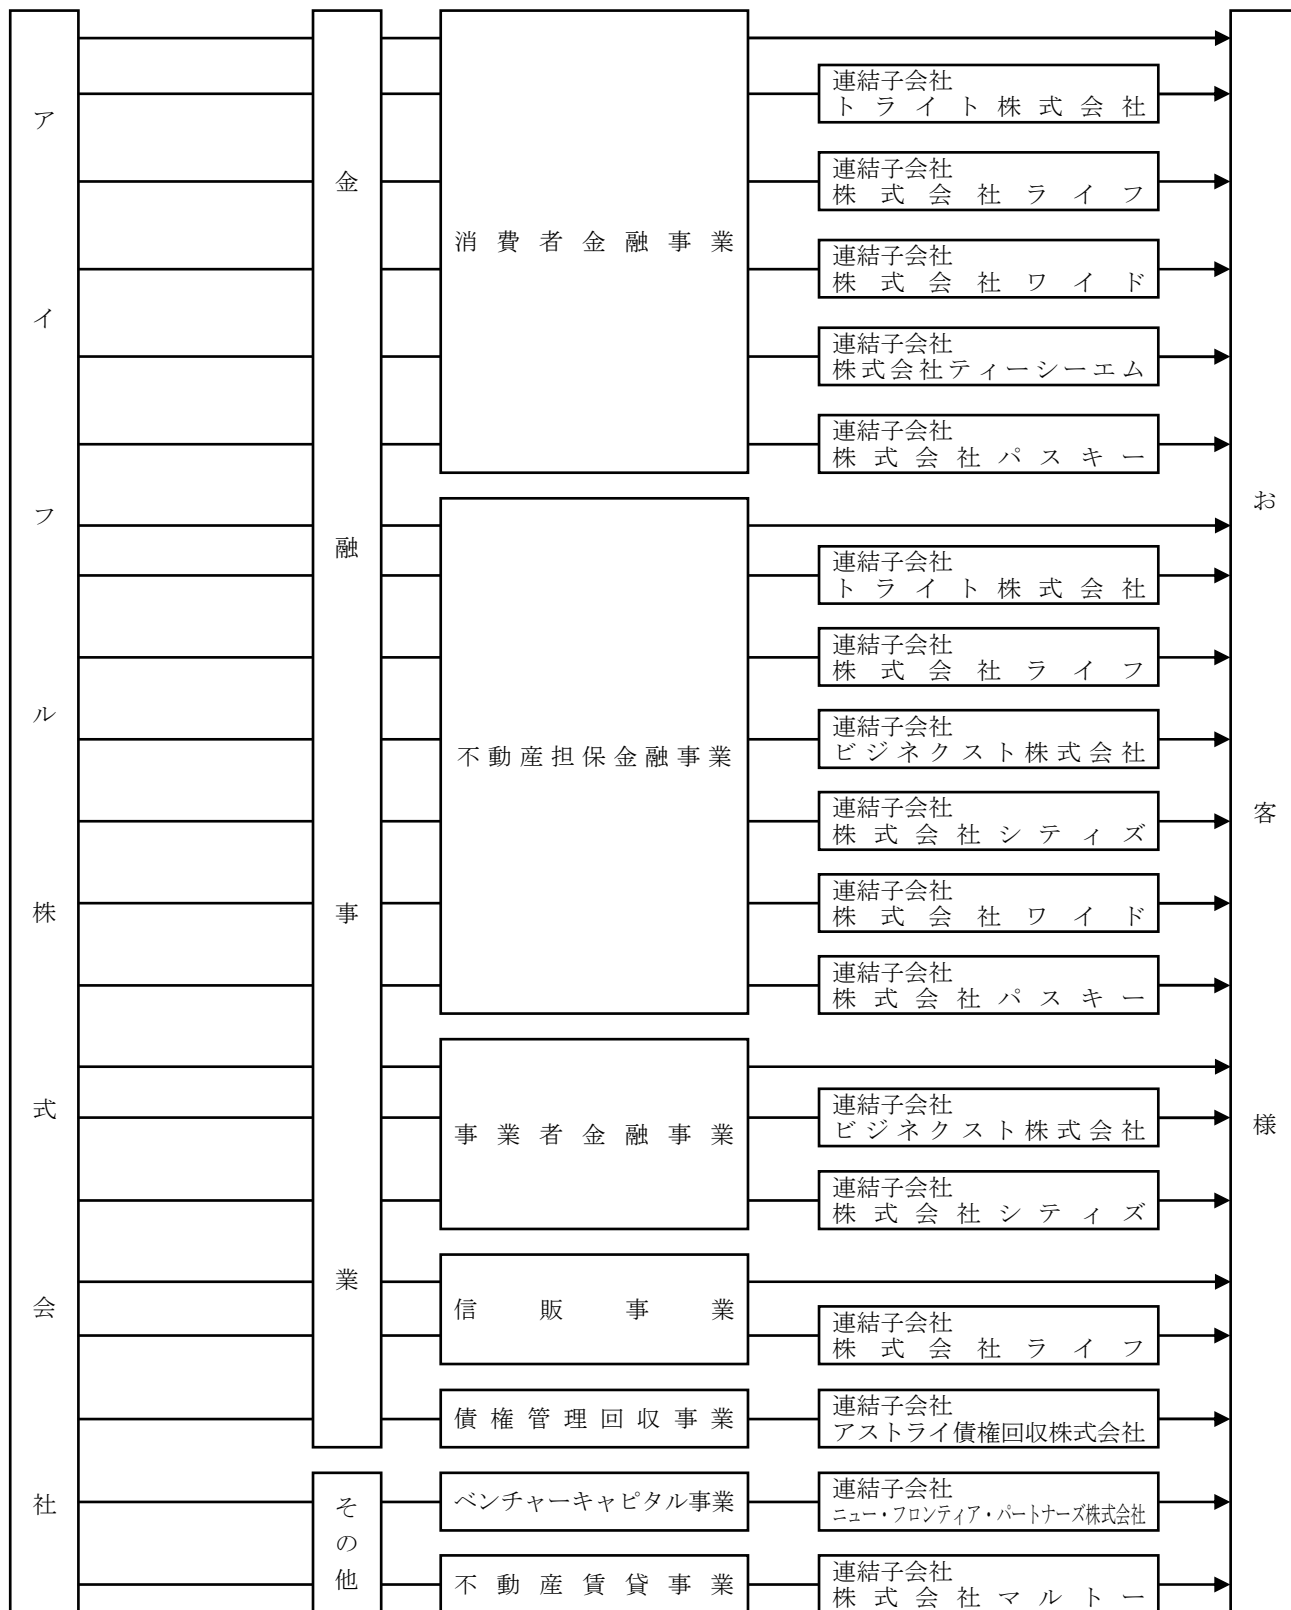 アイフル株式会社
金融事業
消費者金融事業
連結子会社
トライト株式会社
連結子会社
株式会社ライフ
連結子会社
株式会社ワイド
連結子会社
株式会社ティーシーエム
連結子会社
株式会社パスキー
不動産担保金融事業
連結子会社
トライト株式会社
連結子会社
株式会社ライフ
連結子会社
ビジネクスト株式会社
連結子会社
株式会社シティズ
連結子会社
株式会社ワイド
連結子会社
株式会社パスキー
事業者金融事業
連結子会社
ビジネクスト株式会社
連結子会社
株式会社シティズ
信販事業
連結子会社
株式会社ライフ
債権管理回収事業
連結子会社
アストライ債権回収株式会社
その他
ベンチャーキャピタル事業
連結子会社
ニュー・フロンティア・パートナーズ株式会社
不動産賃貸事業
連結子会社
株式会社マルトー
お客様